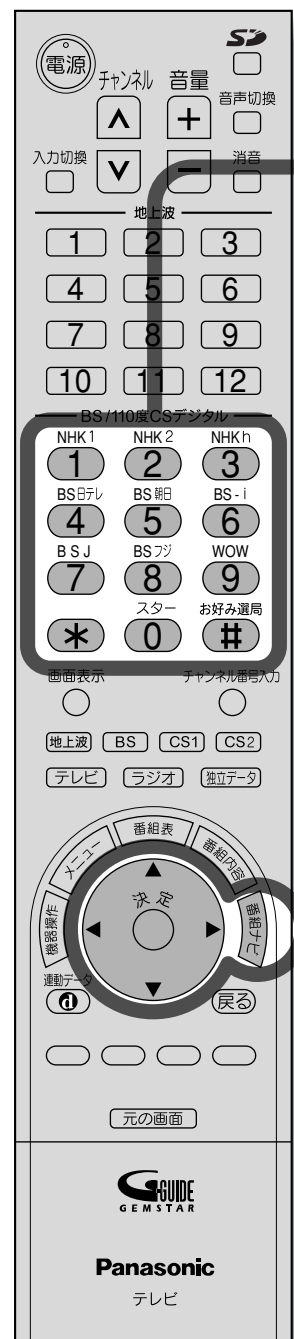 電源
SD
チャンネル 音量
音声切換
入力切換
消音
地上波
1 2 3
4 5 6
7 8 9
10 11 12
BS/110度CSデジタル
NHK1 NHK2 NHKh
1 2 3
BS日テレ BS朝日 BS-i
4 5 6
BSJ BSフジ WOW
7 8 9
スター お好み選局
* 0 #
画面表示 チャンネル番号入力
地上波 BS CS1 CS2
テレビ ラジオ 独立データ
番組表
メニュー 番組内容
機器操作 決定 番組ナビ
連動データ
d 戻る
元の画面
G-GUIDE
GEMSTAR
Panasonic
テレビ